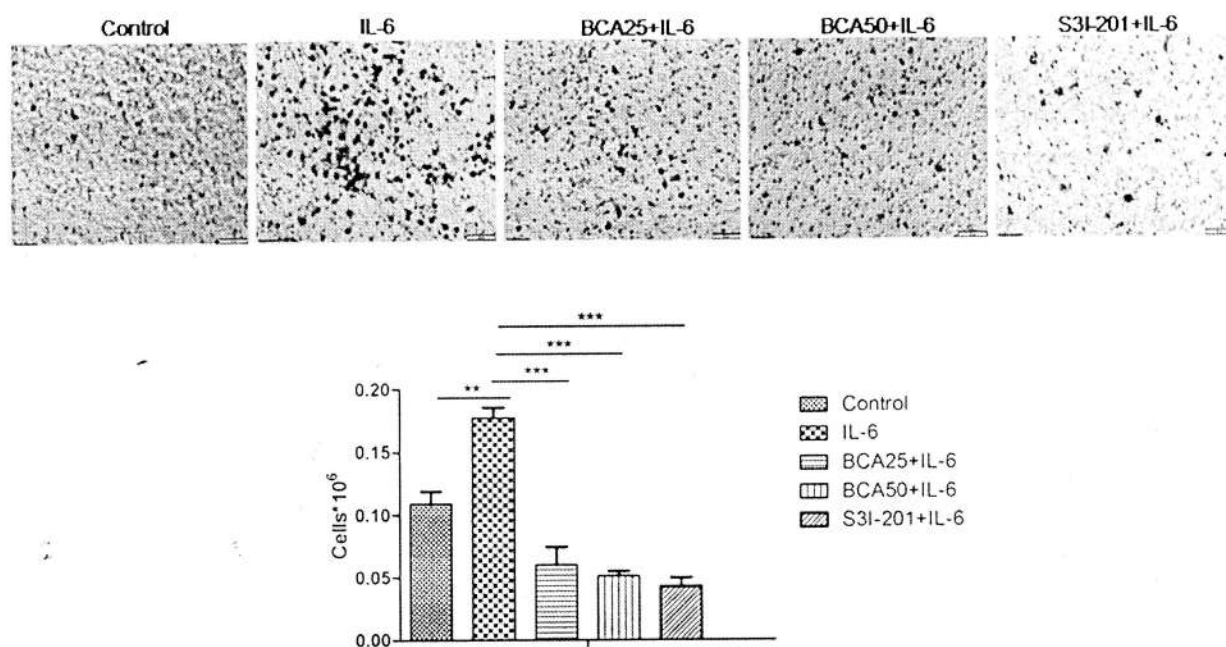 Control IL-6 BCA25+IL-6 BCA50+IL-6 S3I-201+IL-6
***
***
** ***
0.20
0.15
0.10
0.05
0.00
Cells*10⁶
Control
IL-6
BCA25+IL-6
BCA50+IL-6
S3I-201+IL-6